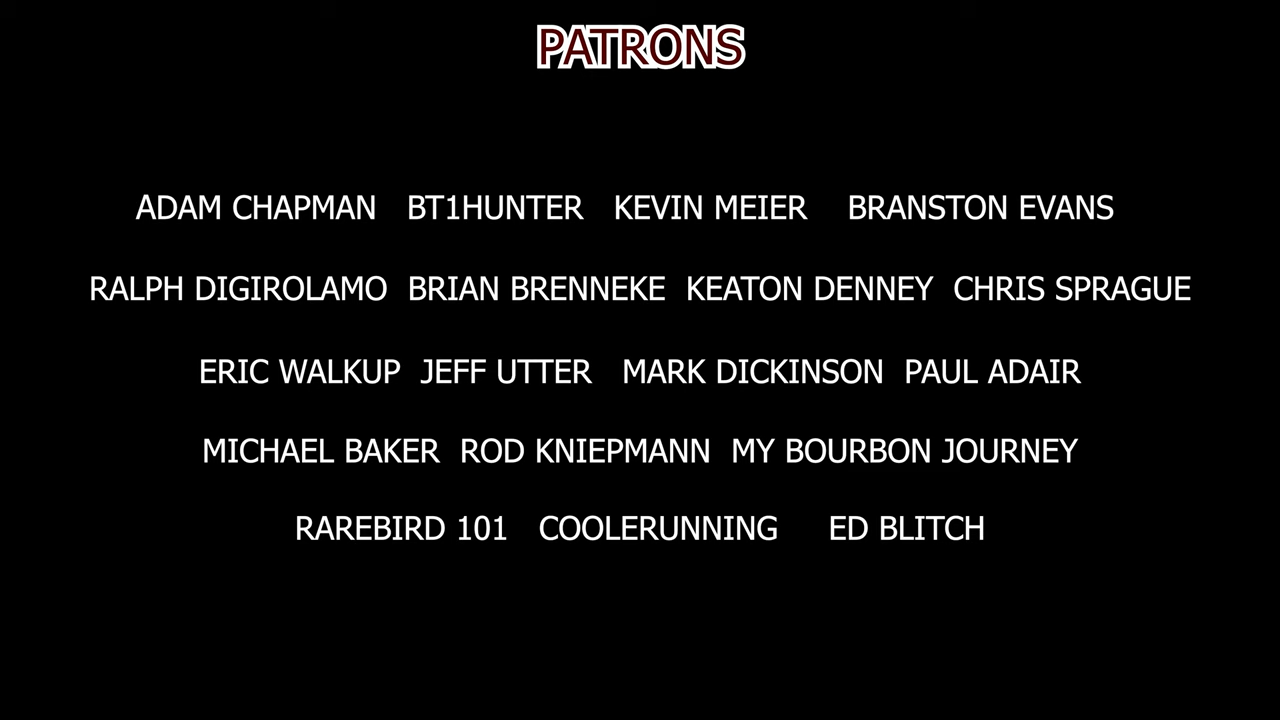 PATRONS
ADAM CHAPMAN BT1HUNTER KEVIN MEIER BRANSTON EVANS
RALPH DIGIROLAMO BRIAN BRENNEKE KEATON DENNEY CHRIS SPRAGUE
ERIC WALKUP JEFF UTTER MARK DICKINSON PAUL ADAIR
MICHAEL BAKER ROD KNIEPMANN MY BOURBON JOURNEY
RAREBIRD 101 COOLERUNNING ED BLITCH